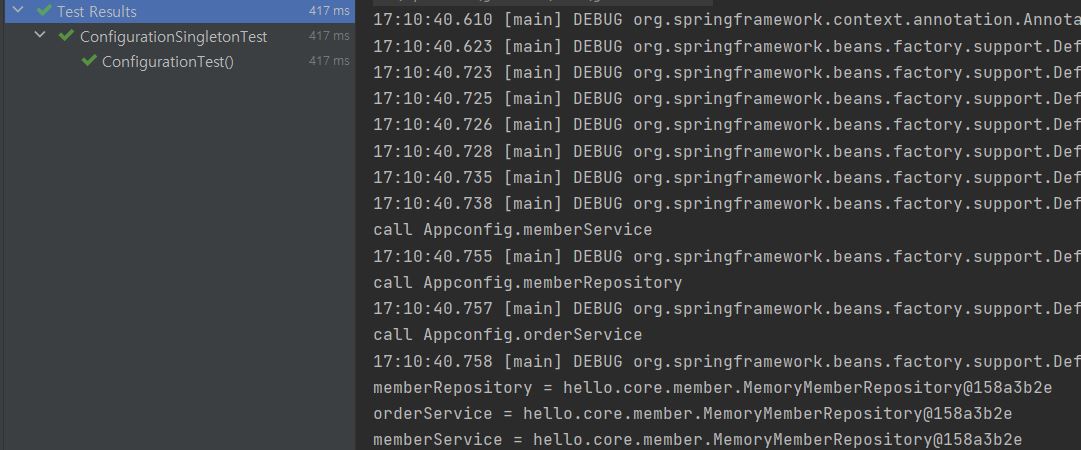 Test Results 417 ms
ConfigurationSingletonTest 417 ms
ConfigurationTest() 417 ms
17:10:40.610 [main] DEBUG org.springframework.context.annotation.Annota
17:10:40.623 [main] DEBUG org.springframework.beans.factory.support.Def
17:10:40.723 [main] DEBUG org.springframework.beans.factory.support.Def
17:10:40.725 [main] DEBUG org.springframework.beans.factory.support.Def
17:10:40.726 [main] DEBUG org.springframework.beans.factory.support.Def
17:10:40.728 [main] DEBUG org.springframework.beans.factory.support.Def
17:10:40.735 [main] DEBUG org.springframework.beans.factory.support.Def
17:10:40.738 [main] DEBUG org.springframework.beans.factory.support.Def
call Appconfig.memberService
17:10:40.755 [main] DEBUG org.springframework.beans.factory.support.Def
call Appconfig.memberRepository
17:10:40.757 [main] DEBUG org.springframework.beans.factory.support.Def
call Appconfig.orderService
17:10:40.758 [main] DEBUG org.springframework.beans.factory.support.Def
memberRepository = hello.core.member.MemoryMemberRepository@158a3b2e
orderService = hello.core.member.MemoryMemberRepository@158a3b2e
memberService = hello.core.member.MemoryMemberRepository@158a3b2e